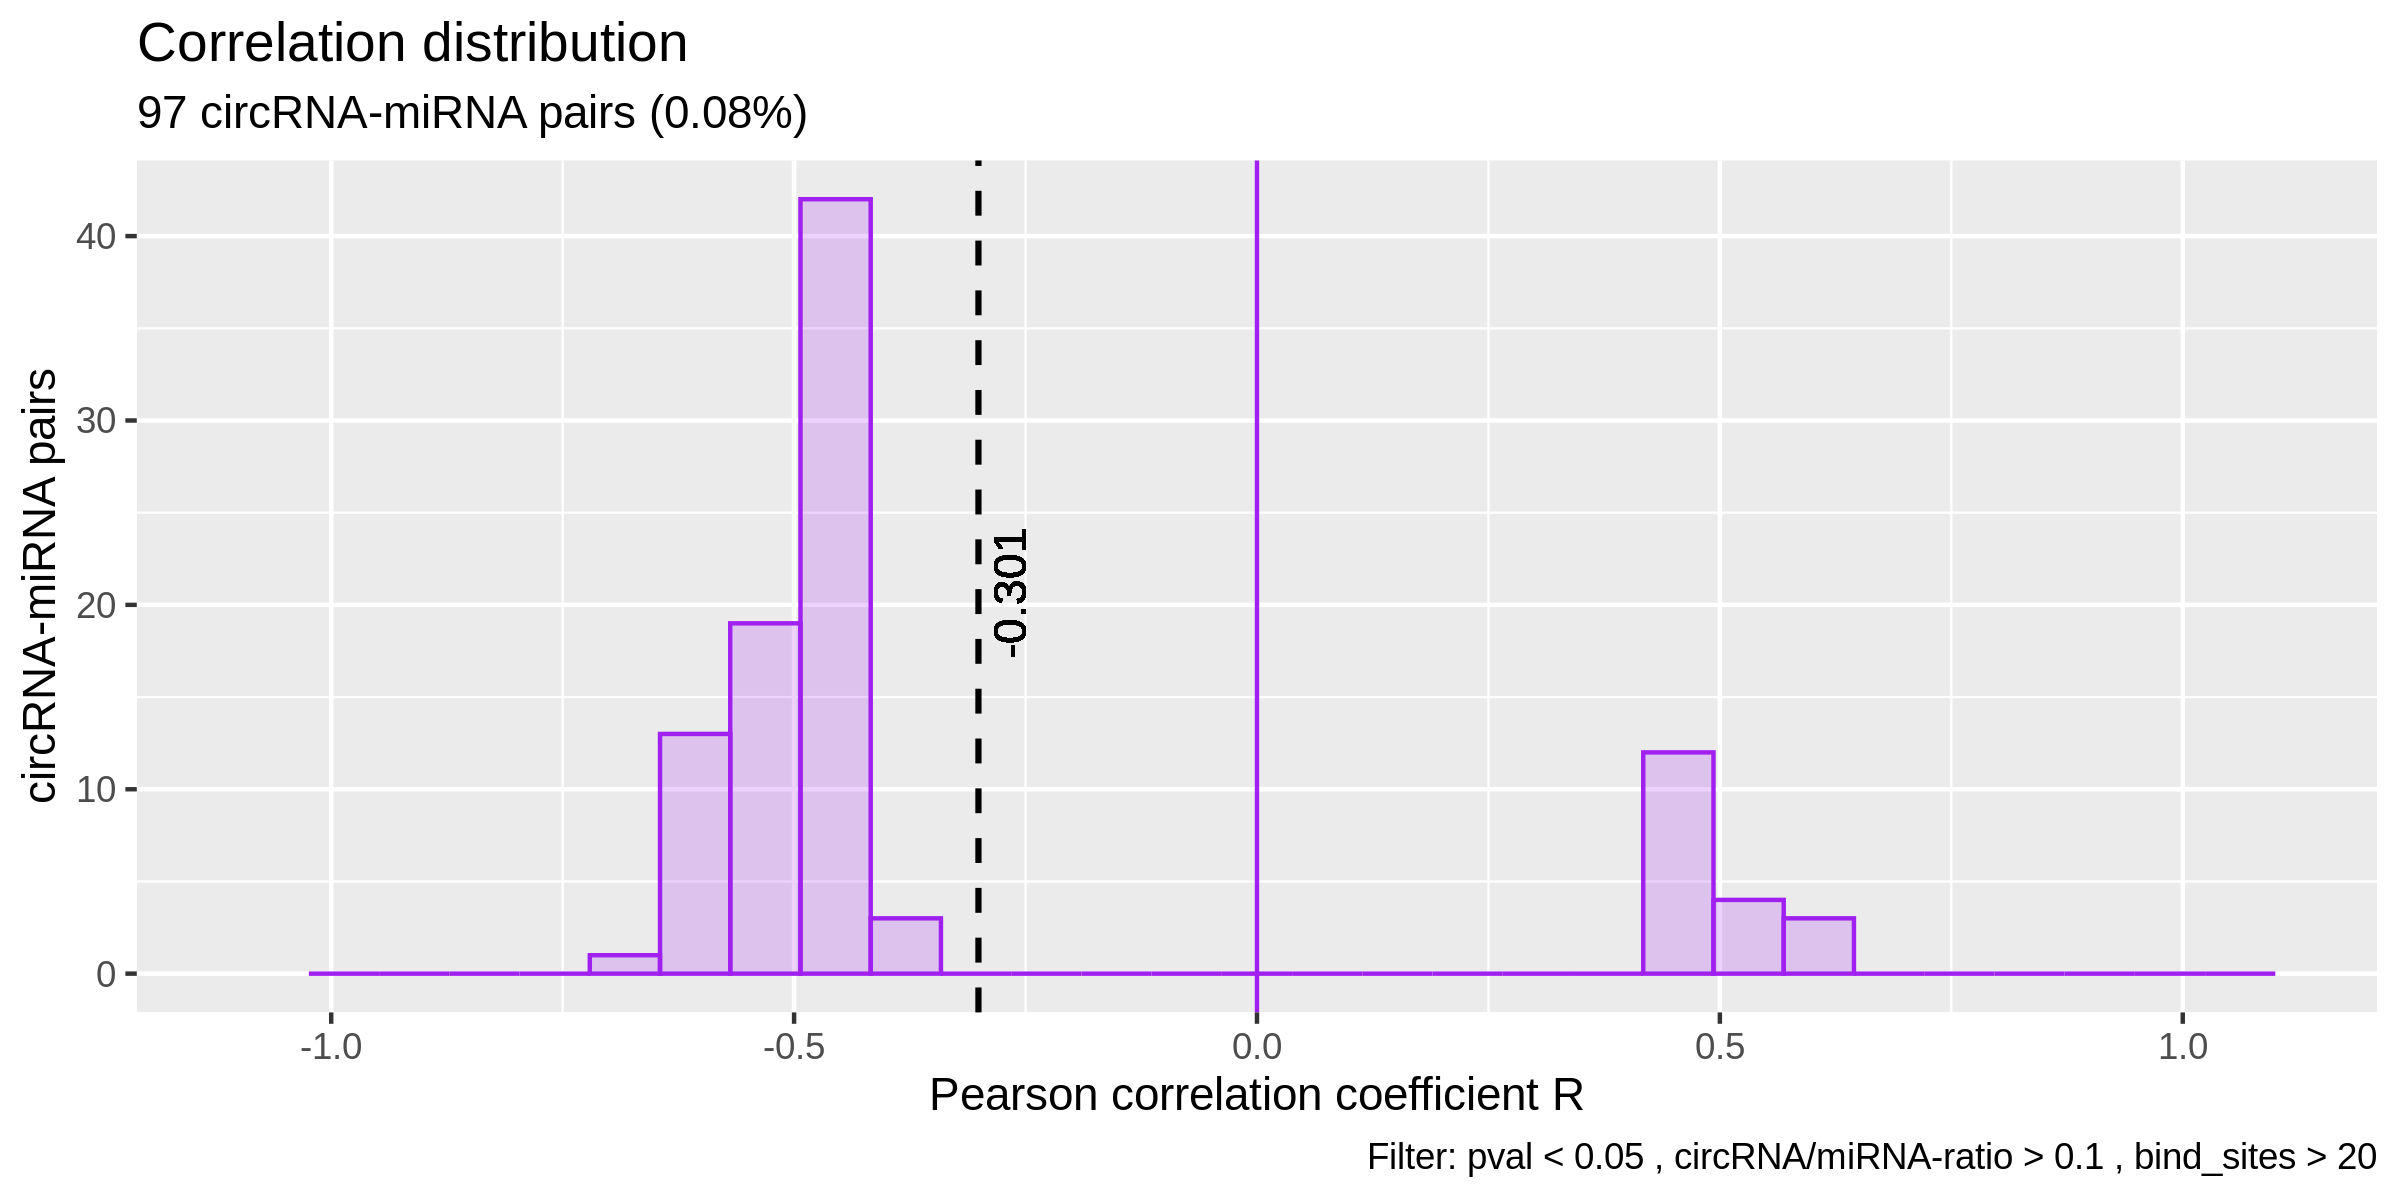 Correlation distribution
97 circRNA-miRNA pairs (0.08%)
circRNA-miRNA pairs
40
30
20
10
0
-0.301
-1.0
-0.5
0.0
0.5
1.0
Pearson correlation coefficient R
Filter: pval < 0.05 , circRNA/miRNA-ratio > 0.1 , bind_sites > 20